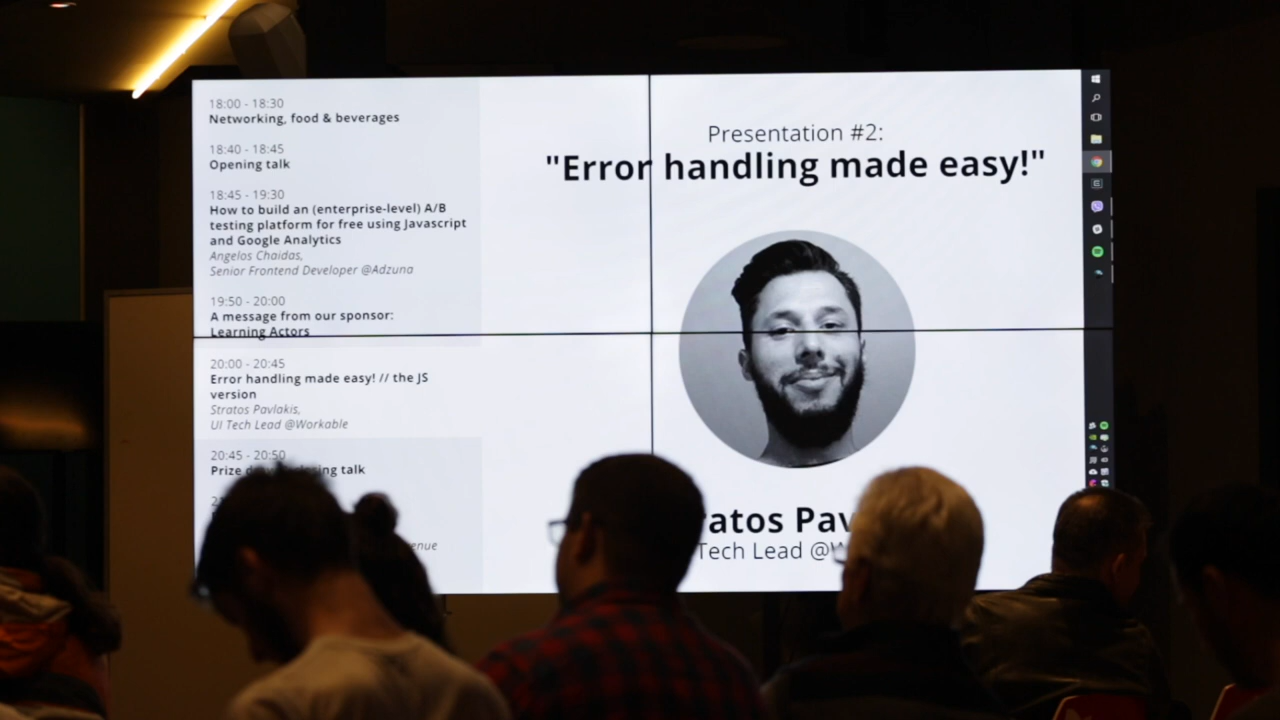 18:00 - 18:30
Networking, food & beverages
18:40 - 18:45
Opening talk
18:45 - 19:30
How to build an (enterprise-level) A/B
testing platform for free using Javascript
and Google Analytics
Angelos Chaidas,
Senior Frontend Developer @Adzuna
19:50 - 20:00
A message from our sponsor:
Learning Actors
20:00 - 20:45
Error handling made easy! // the JS
version
Stratos Pavlakis,
UI Tech Lead @Workable
20:45 - 20:50
Prize talk
Presentation #2:
"Error handling made easy!"
Tech Lead